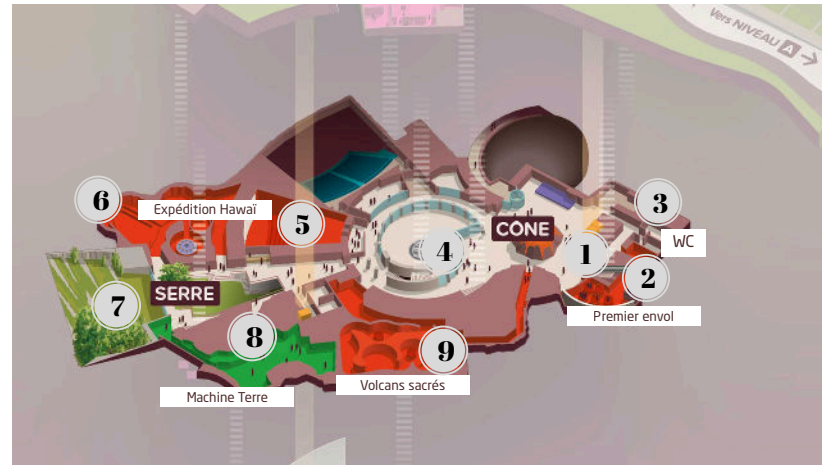 Vers NIVEAU A →
6
Expédition Hawaï
5
4
CÔNE
3
WC
1
2
Premier envol
7
SERRE
8
Machine Terre
9
Volcans sacrés